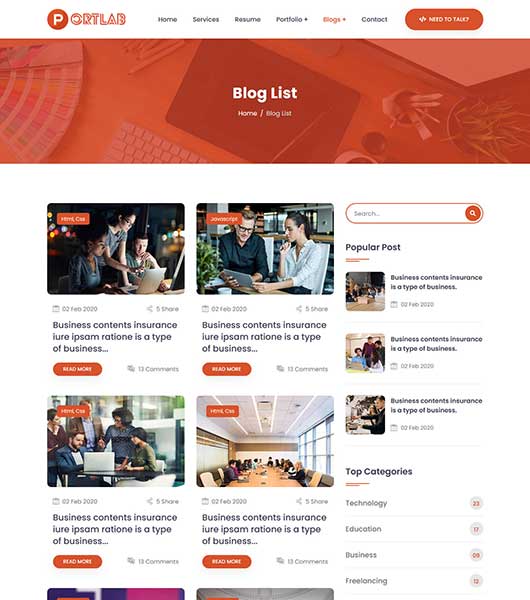 PORTLAB
Home Services Resume Portfolio + Blogs + Contact </> NEED TO TALK?
Blog List
Home / Blog List
Html, Css
02 Feb 2020 5 Share
Business contents insurance
iure ipsam ratione is a type
of business...
READ MORE 13 Comments
Javascript
02 Feb 2020 5 Share
Business contents insurance
iure ipsam ratione is a type
of business...
READ MORE 13 Comments
Html, Css
02 Feb 2020 5 Share
Business contents insurance
iure ipsam ratione is a type
of business...
READ MORE 13 Comments
Html, Css
02 Feb 2020 5 Share
Business contents insurance
iure ipsam ratione is a type
of business...
READ MORE 13 Comments
Search...
Popular Post
Business contents insurance
is a type of business.
02 Feb 2020
Business contents insurance
is a type of business.
02 Feb 2020
Business contents insurance
is a type of business.
02 Feb 2020
Top Categories
Technology 23
Education 17
Business 09
Freelancing 12